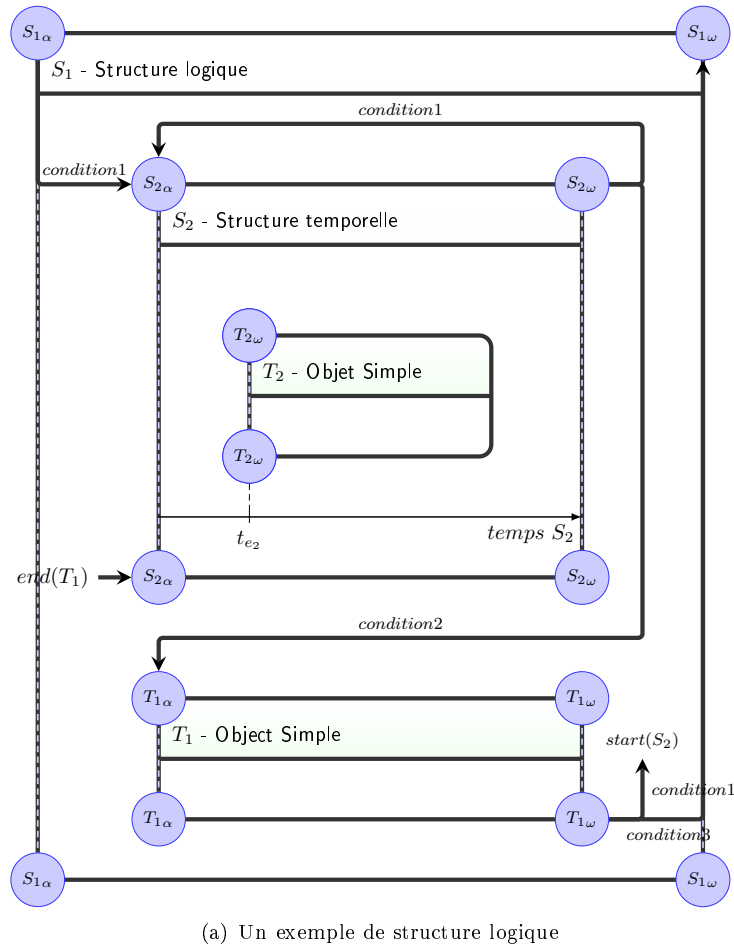 S1α S1ω
S1 - Structure logique
condition1
condition1
S2α S2ω
S2 - Structure temporelle
T2ω
T2 - Objet Simple
T2ω
te2
temps S2
end(T1)
S2α S2ω
condition2
T1α T1ω
T1 - Object Simple
start(S2)
condition1
T1α T1ω
condition3
S1α S1ω
(a) Un exemple de structure logique